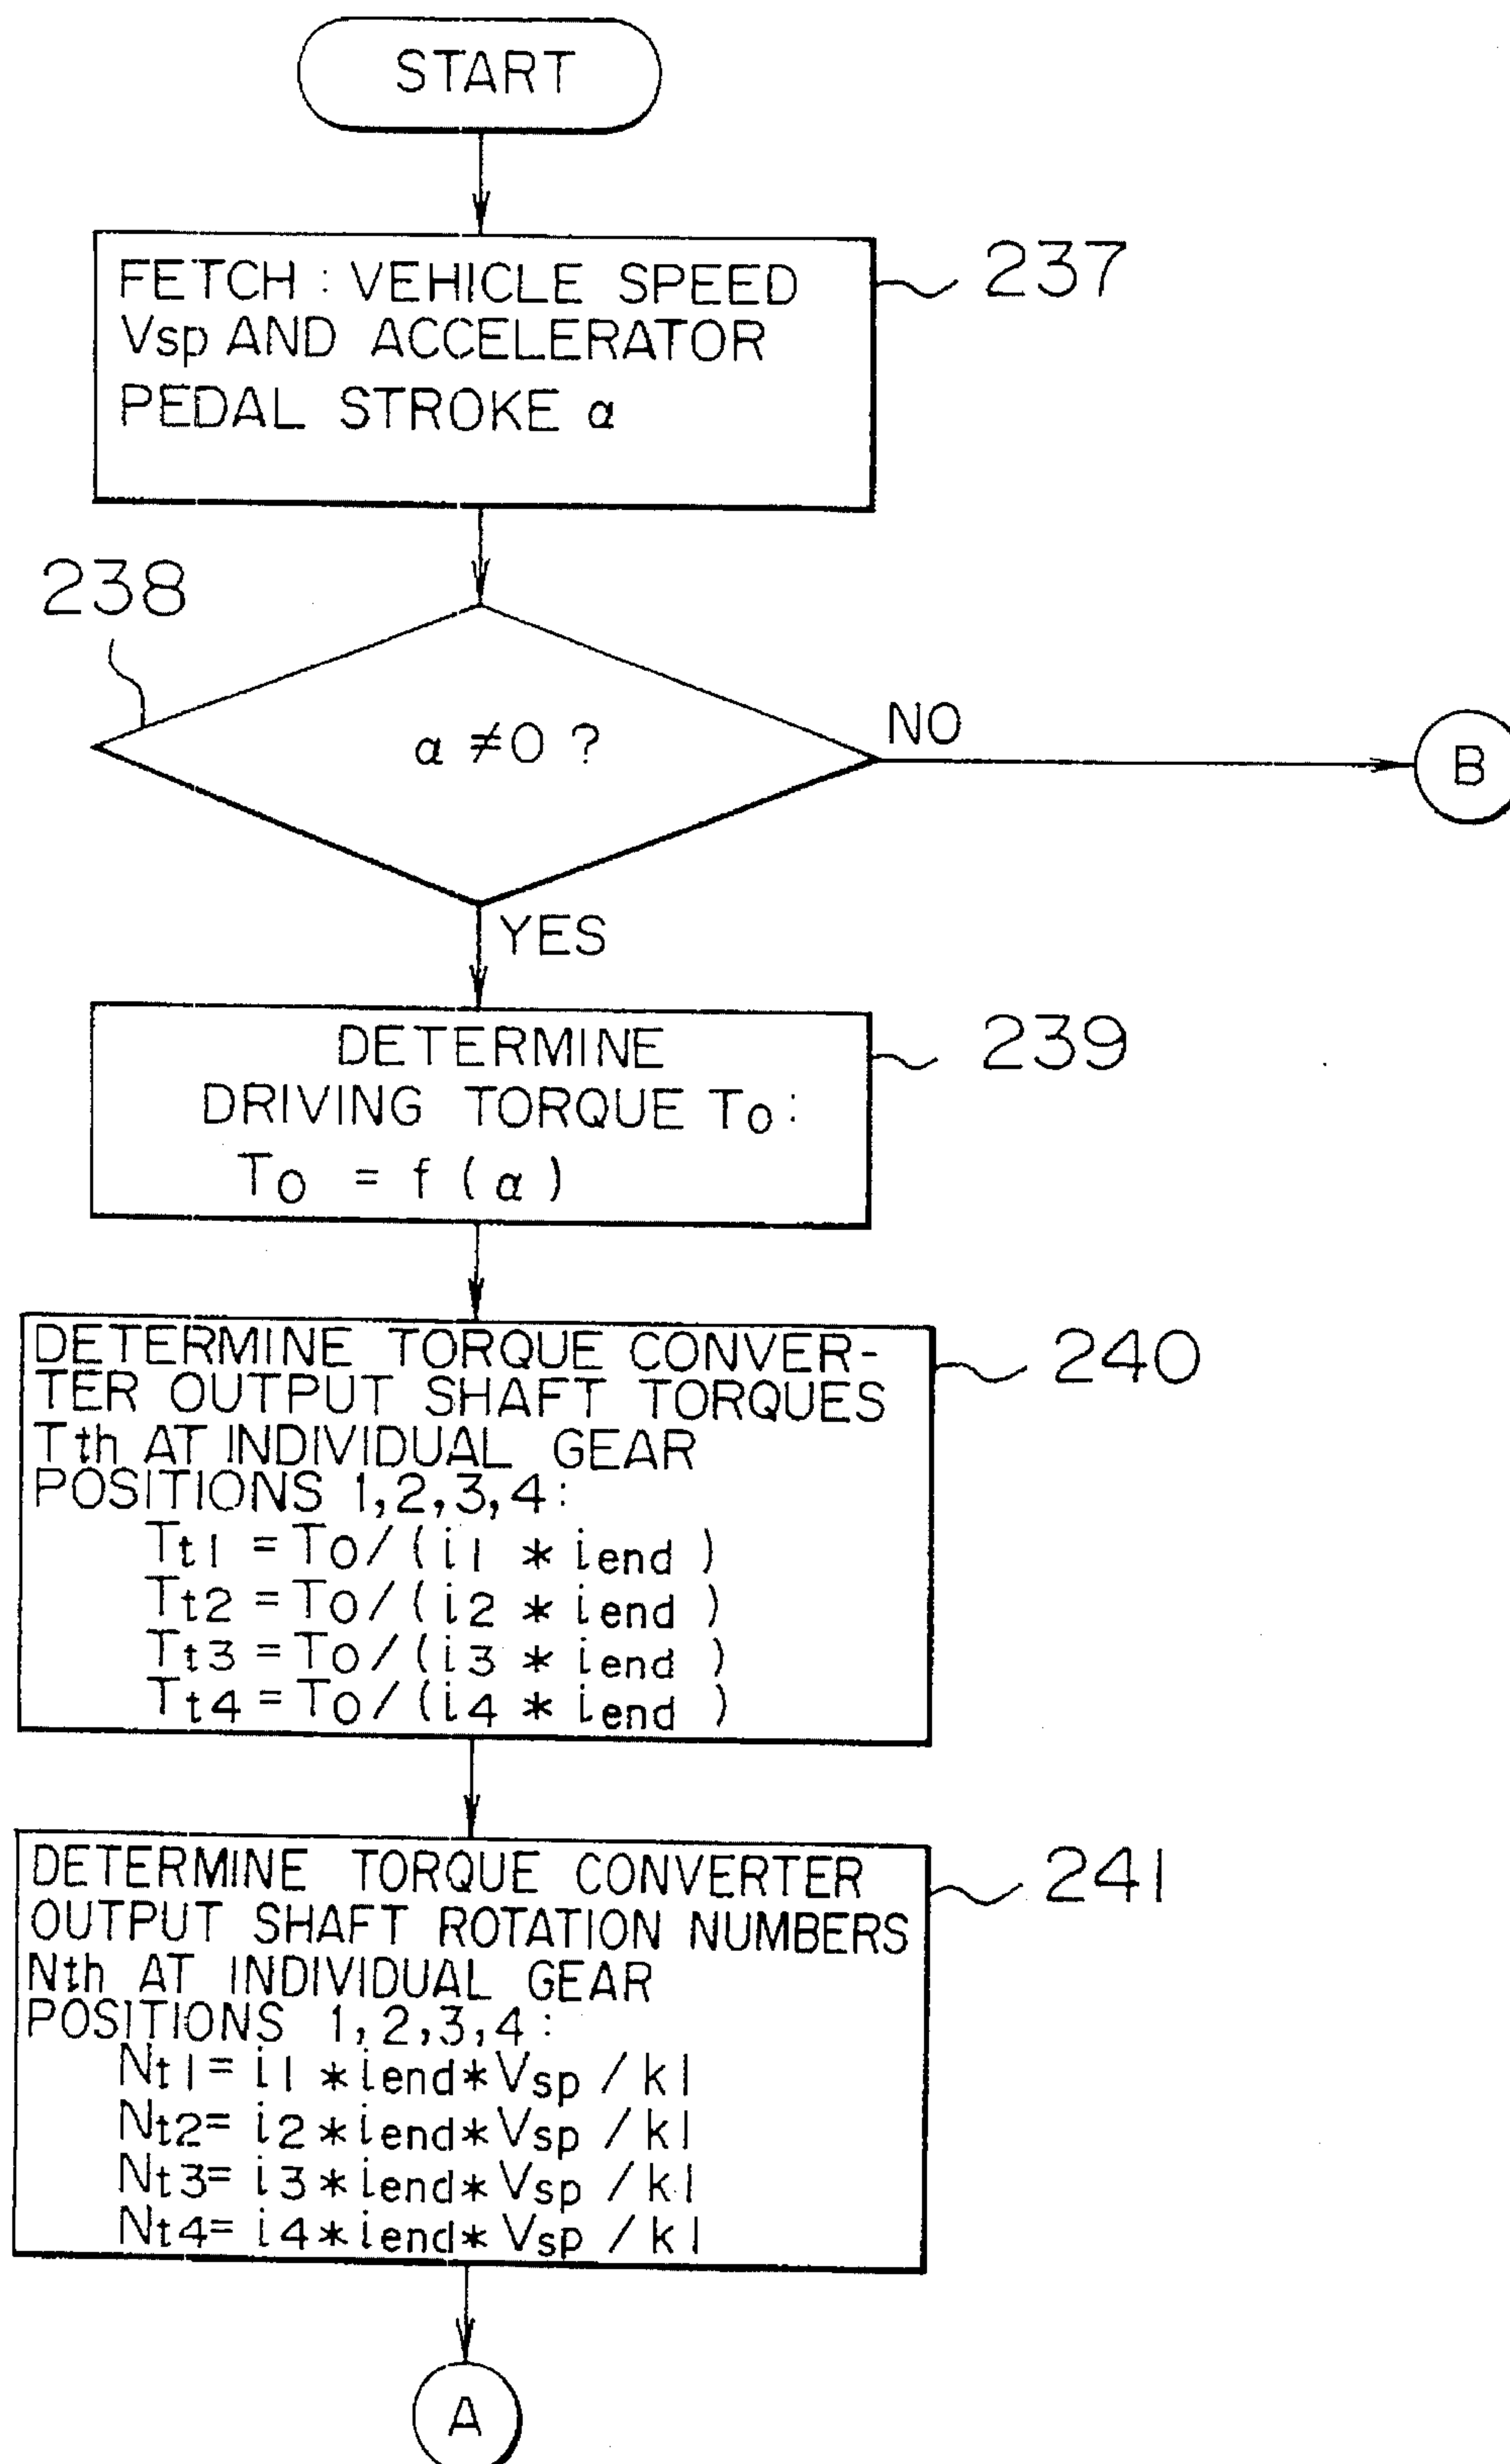 START
FETCH : VEHICLE SPEED
Vsp AND ACCELERATOR
PEDAL STROKE α
237
238
α ≠0 ?
NO
B
YES
DETERMINE
DRIVING TORQUE To :
To = f ( α )
239
DETERMINE TORQUE CONVER-
TER OUTPUT SHAFT TORQUES
Tth AT INDIVIDUAL GEAR
POSITIONS 1,2,3,4 :
Tt1 = To / ( i1 * iend )
Tt2 = To / ( i2 * iend )
Tt3 = To / ( i3 * iend )
Tt4 = To / ( i4 * iend )
240
DETERMINE TORQUE CONVERTER
OUTPUT SHAFT ROTATION NUMBERS
Nth AT INDIVIDUAL GEAR
POSITIONS 1,2,3,4 :
Nt1 = i1 * iend * Vsp / k1
Nt2 = i2 * iend * Vsp / k1
Nt3 = i3 * iend * Vsp / k1
Nt4 = i4 * iend * Vsp / k1
241
A